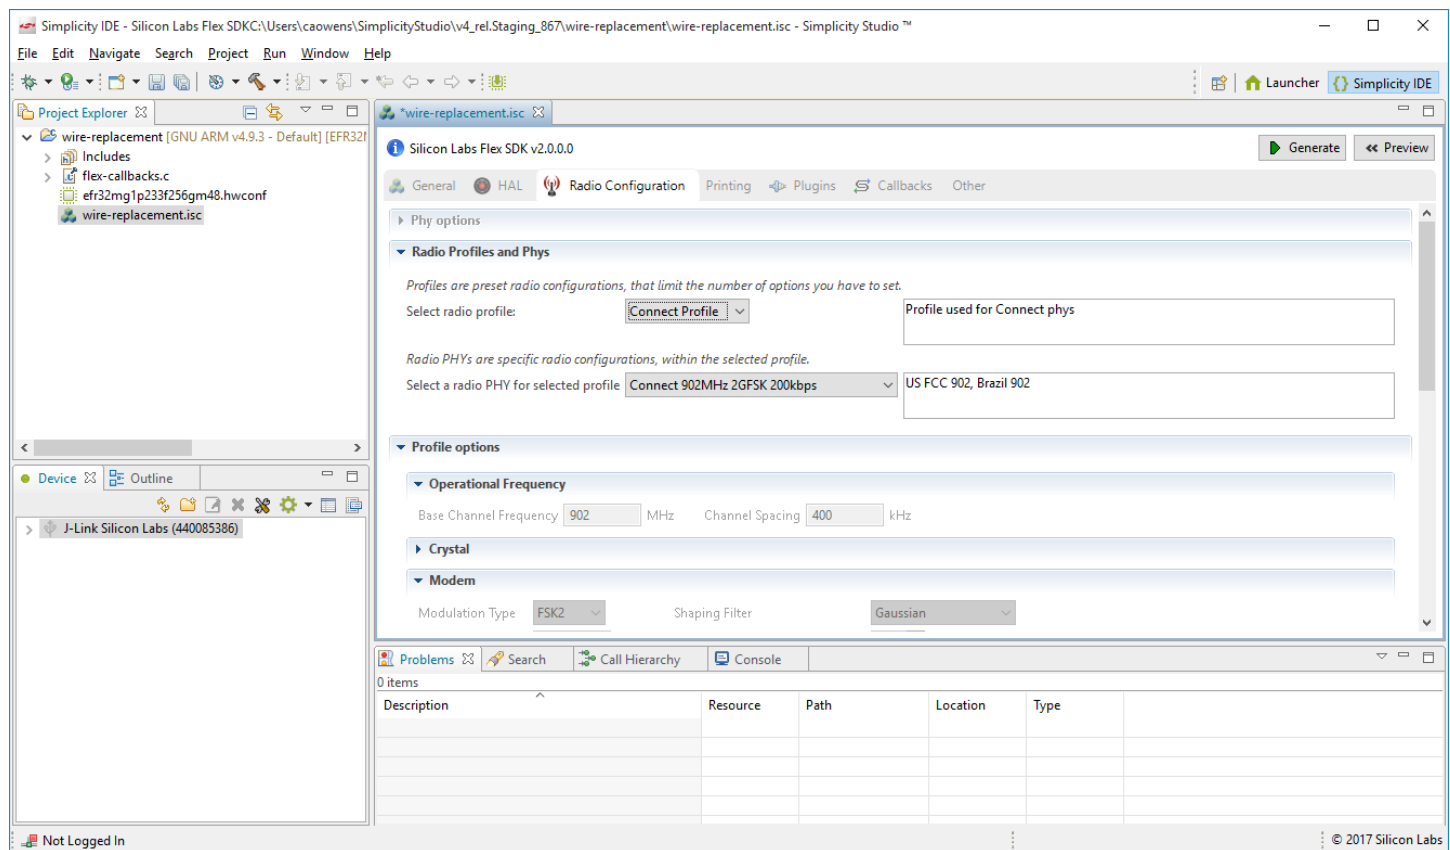 Simplicity IDE - Silicon Labs Flex SDKC:\Users\caowens\SimplicityStudio\v4_rel.Staging_867\wire-replacement\wire-replacement.isc - Simplicity Studio ™
File Edit Navigate Search Project Run Window Help
Launcher Simplicity IDE
Project Explorer
wire-replacement [GNU ARM v4.9.3 - Default] [EFR32
Includes
flex-callbacks.c
efr32mg1p233f256gm48.hwconf
wire-replacement.isc
Device Outline
J-Link Silicon Labs (440085386)
*wire-replacement.isc
Silicon Labs Flex SDK v2.0.0.0 Generate Preview
General HAL Radio Configuration Printing Plugins Callbacks Other
Phy options
Radio Profiles and Phys
Profiles are preset radio configurations, that limit the number of options you have to set.
Select radio profile: Connect Profile Profile used for Connect phys
Radio PHYs are specific radio configurations, within the selected profile.
Select a radio PHY for selected profile Connect 902MHz 2GFSK 200kbps US FCC 902, Brazil 902
Profile options
Operational Frequency
Base Channel Frequency 902 MHz Channel Spacing 400 kHz
Crystal
Modem
Modulation Type FSK2 Shaping Filter Gaussian
Problems Search Call Hierarchy Console
0 items
Description Resource Path Location Type
Not Logged In © 2017 Silicon Labs